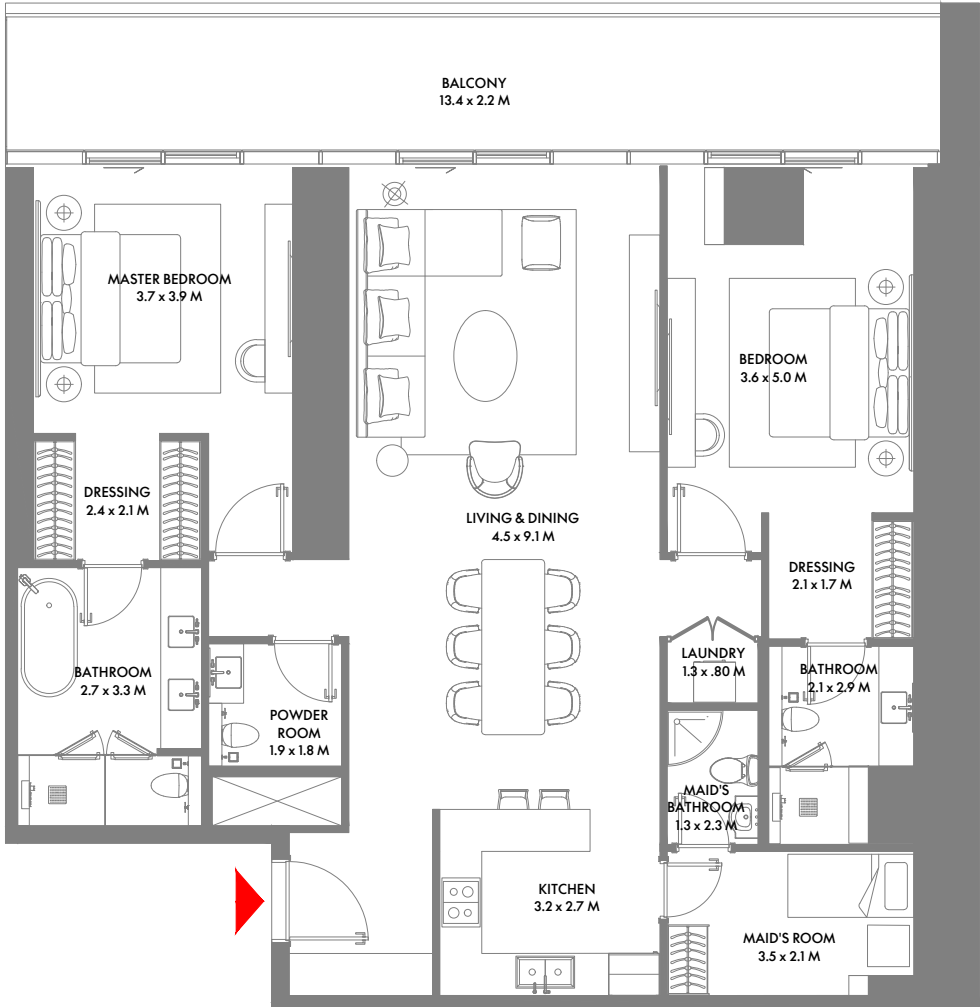 BALCONY
13.4 x 2.2 M
MASTER BEDROOM
3.7 x 3.9 M
BEDROOM
3.6 x 5.0 M
DRESSING
2.4 x 2.1 M
LIVING & DINING
4.5 x 9.1 M
DRESSING
2.1 x 1.7 M
BATHROOM
2.7 x 3.3 M
LAUNDRY
1.3 x .80 M
BATHROOM
2.1 x 2.9 M
POWDER
ROOM
1.9 x 1.8 M
MAID'S
BATHROOM
1.3 x 2.3 M
KITCHEN
3.2 x 2.7 M
MAID'S ROOM
3.5 x 2.1 M